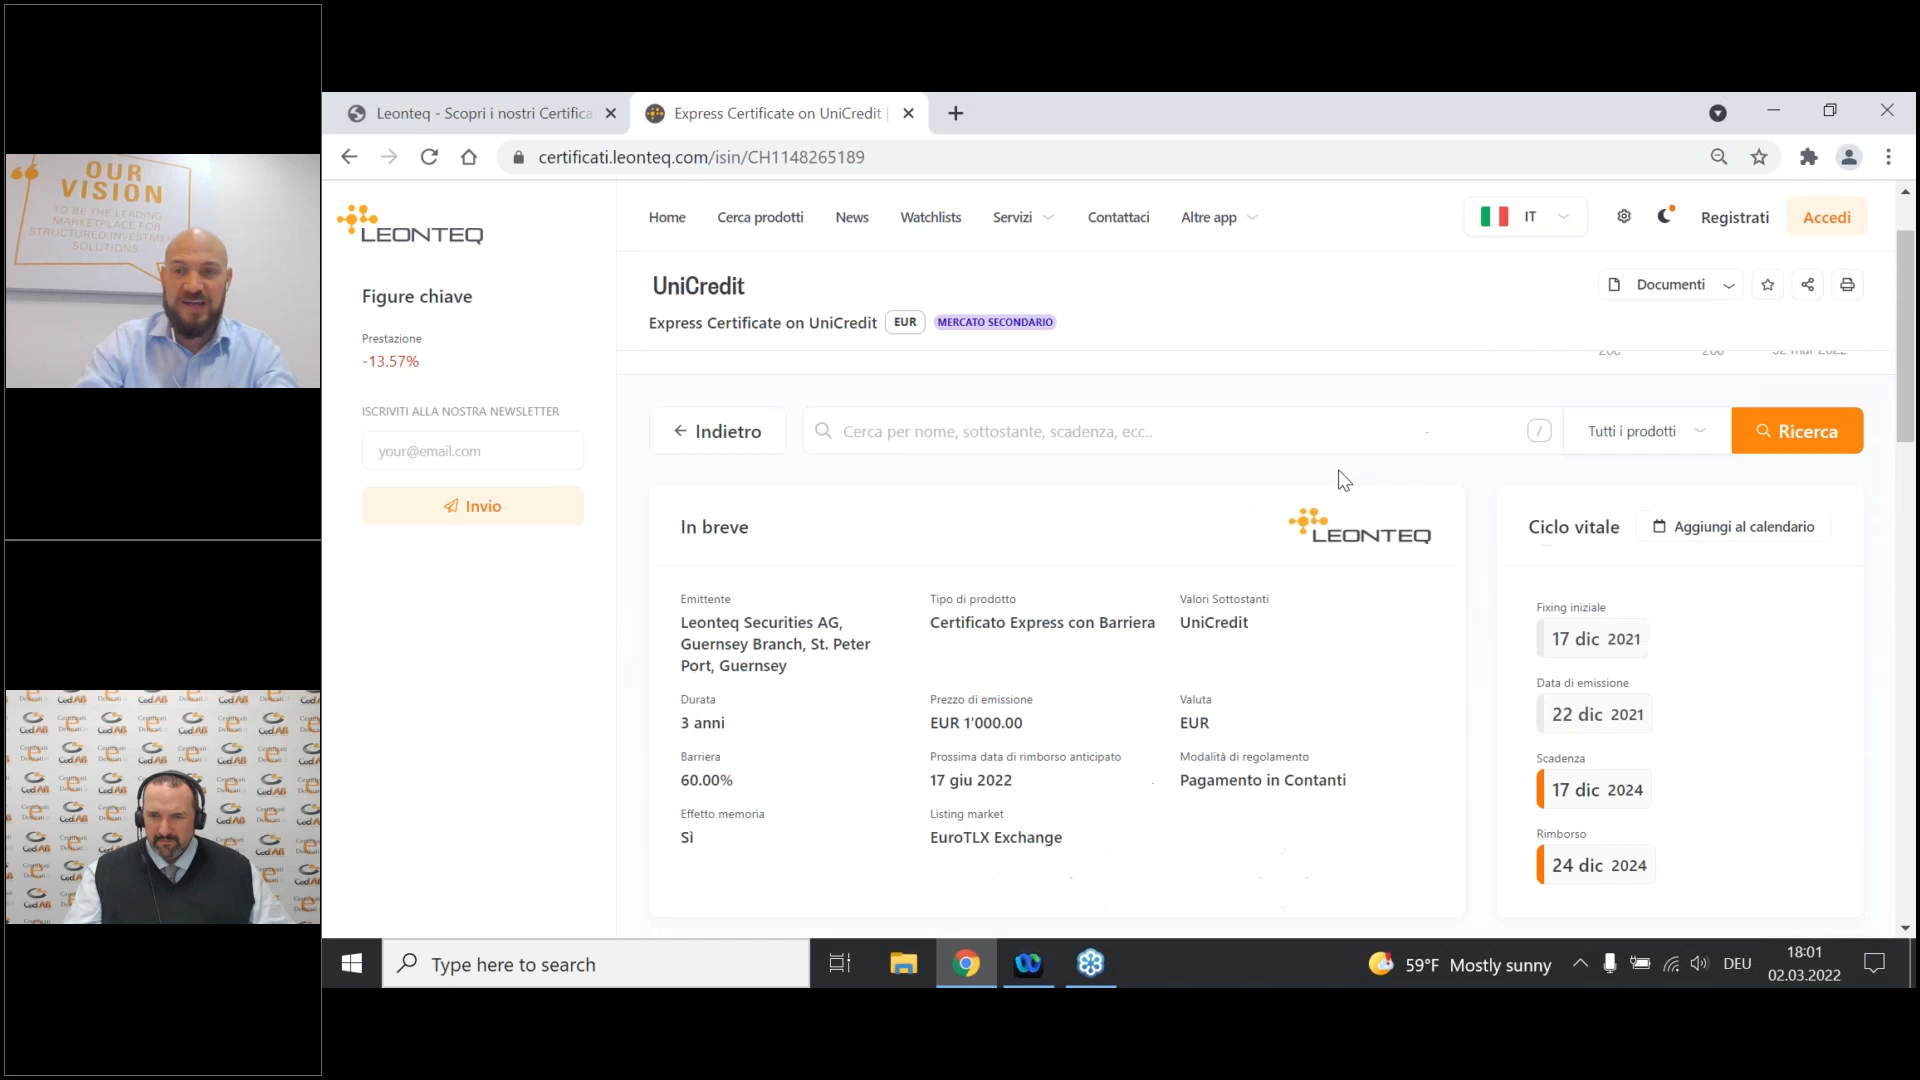 OUR
VISION
TO BE THE LEADING
MARKETPLACE FOR
STRUCTURED INVESTMENT
SOLUTIONS
Leonteq - Scopri i nostri Certifica
Express Certificate on UniCredit |
certificati.leonteq.com/isin/CH1148265189
LEONTEQ
Home
Cerca prodotti
News
Watchlists
Servizi
Contattaci
Altre app
IT
Registrati
Accedi
Figure chiave
Prestazione
-13.57%
ISCRIVITI ALLA NOSTRA NEWSLETTER
your@email.com
Invio
UniCredit
Documenti
Express Certificate on UniCredit
EUR
MERCATO SECONDARIO
Indietro
Cerca per nome, sottostante, scadenza, ecc..
/
Tutti i prodotti
Ricerca
In breve
LEONTEQ
Emittente
Leonteq Securities AG,
Guernsey Branch, St. Peter
Port, Guernsey
Tipo di prodotto
Certificato Express con Barriera
Valori Sottostanti
UniCredit
Durata
3 anni
Prezzo di emissione
EUR 1'000.00
Valuta
EUR
Barriera
60.00%
Prossima data di rimborso anticipato
17 giu 2022
Modalità di regolamento
Pagamento in Contanti
Effetto memoria
Sì
Listing market
EuroTLX Exchange
Ciclo vitale
Aggiungi al calendario
Fixing iniziale
17 dic 2021
Data di emissione
22 dic 2021
Scadenza
17 dic 2024
Rimborso
24 dic 2024
Certificati
CedAB
Type here to search
59°F Mostly sunny
DEU
18:01
02.03.2022